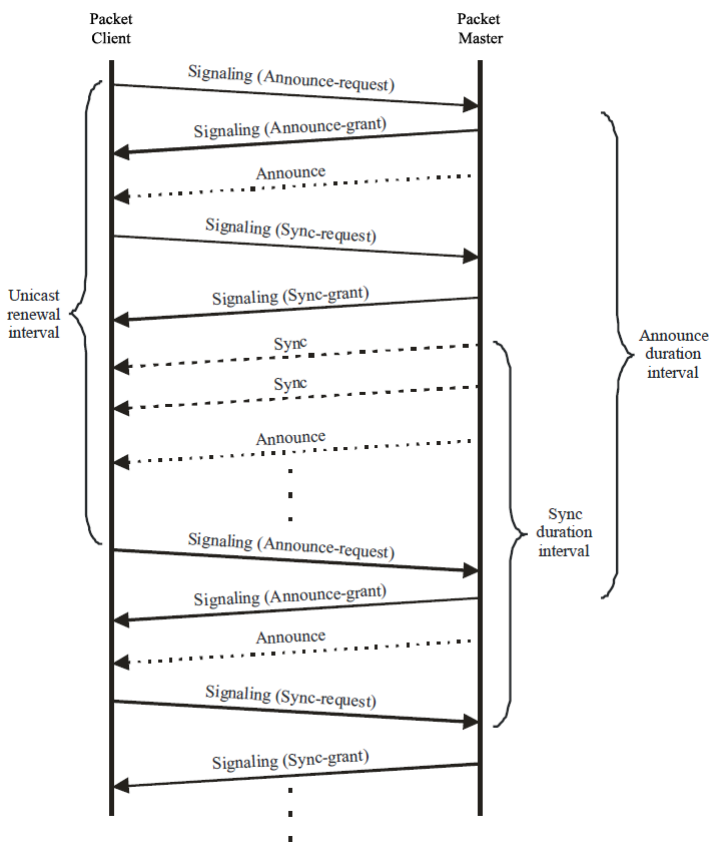 Packet
Client
Packet
Master
Signaling (Announce-request)
Signaling (Announce-grant)
Announce
Signaling (Sync-request)
Signaling (Sync-grant)
Unicast
renewal
interval
Sync
Announce
duration
interval
Sync
Announce
Sync
duration
interval
Signaling (Announce-request)
Signaling (Announce-grant)
Announce
Signaling (Sync-request)
Signaling (Sync-grant)